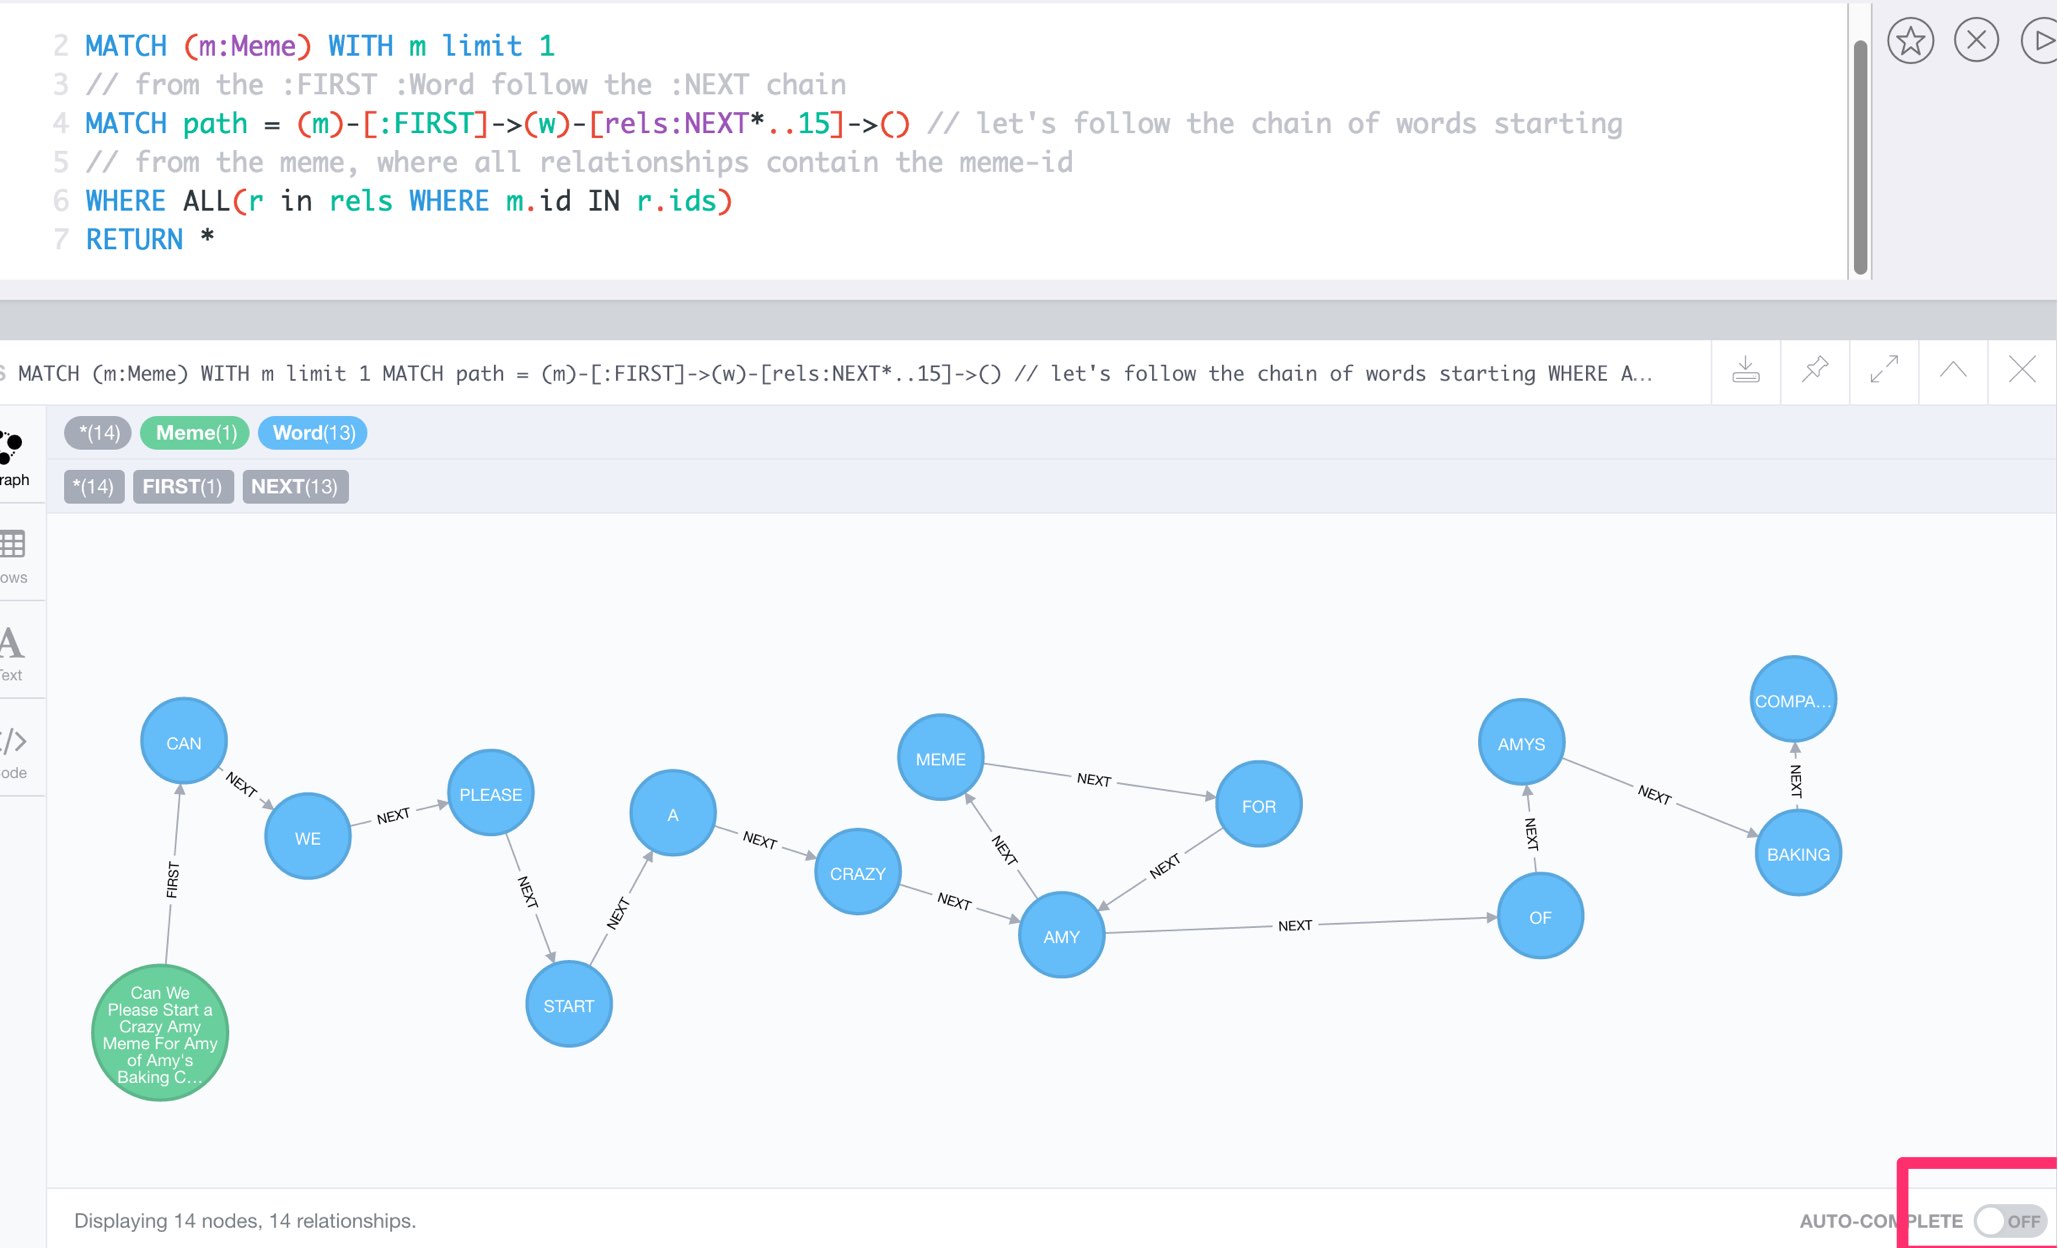 2 MATCH (m:Meme) WITH m limit 1
3 // from the :FIRST :Word follow the :NEXT chain
4 MATCH path = (m)-[:FIRST]->(w)-[rels:NEXT*..15]->() // let's follow the chain of words starting
5 // from the meme, where all relationships contain the meme-id
6 WHERE ALL(r in rels WHERE m.id IN r.ids)
7 RETURN *
S MATCH (m:Meme) WITH m limit 1 MATCH path = (m)-[:FIRST]->(w)-[rels:NEXT*..15]->() // let's follow the chain of words starting WHERE A...
*(14) Meme(1) Word(13)
*(14) FIRST(1) NEXT(13)
raph
ows
Text
ode
CAN
NEXT
WE
NEXT
PLEASE
NEXT
START
NEXT
A
NEXT
CRAZY
NEXT
AMY
NEXT
MEME
NEXT
FOR
NEXT
NEXT
OF
NEXT
AMYS
NEXT
BAKING
NEXT
COMPA...
FIRST
Can We
Please Start a
Crazy Amy
Meme For Amy
of Amy's
Baking C...
Displaying 14 nodes, 14 relationships.
AUTO-COMPLETE OFF